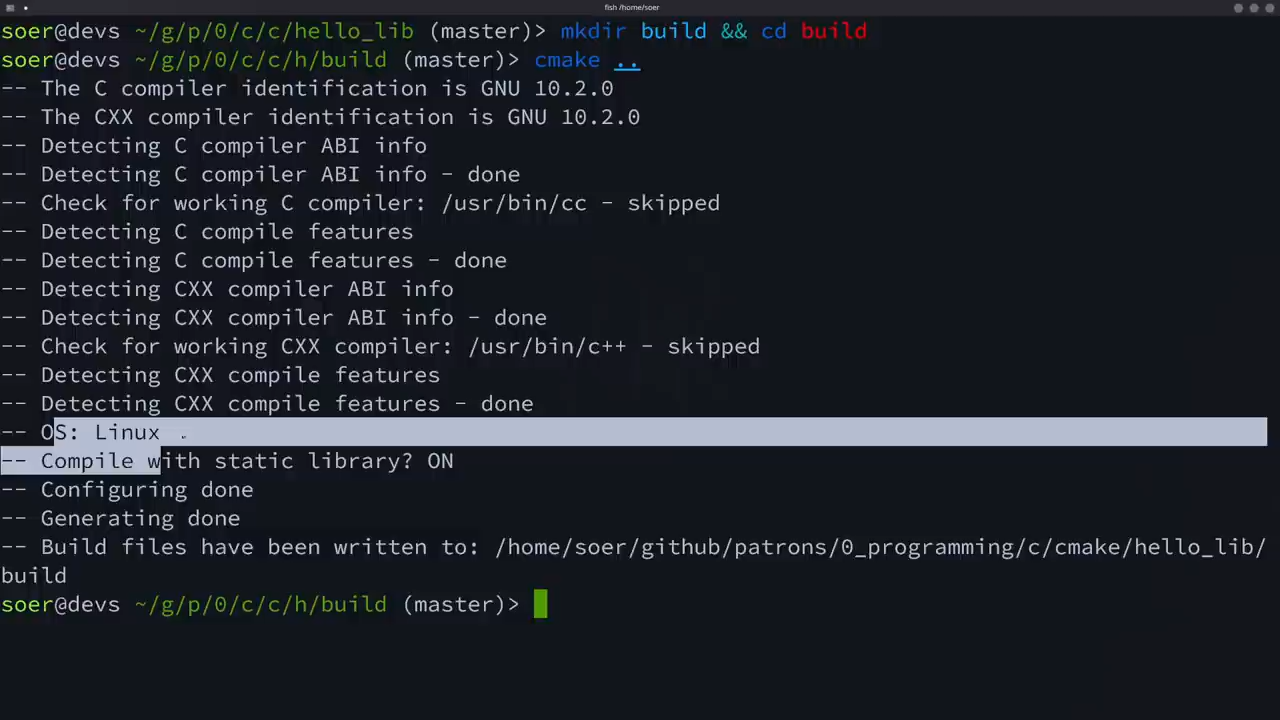 fish /home/soer
soer@devs ~/g/p/0/c/c/hello_lib (master)> mkdir build && cd build
soer@devs ~/g/p/0/c/c/h/build (master)> cmake ..
-- The C compiler identification is GNU 10.2.0
-- The CXX compiler identification is GNU 10.2.0
-- Detecting C compiler ABI info
-- Detecting C compiler ABI info - done
-- Check for working C compiler: /usr/bin/cc - skipped
-- Detecting C compile features
-- Detecting C compile features - done
-- Detecting CXX compiler ABI info
-- Detecting CXX compiler ABI info - done
-- Check for working CXX compiler: /usr/bin/c++ - skipped
-- Detecting CXX compile features
-- Detecting CXX compile features - done
-- OS: Linux
-- Compile with static library? ON
-- Configuring done
-- Generating done
-- Build files have been written to: /home/soer/github/patrons/0_programming/c/cmake/hello_lib/
build
soer@devs ~/g/p/0/c/c/h/build (master)>